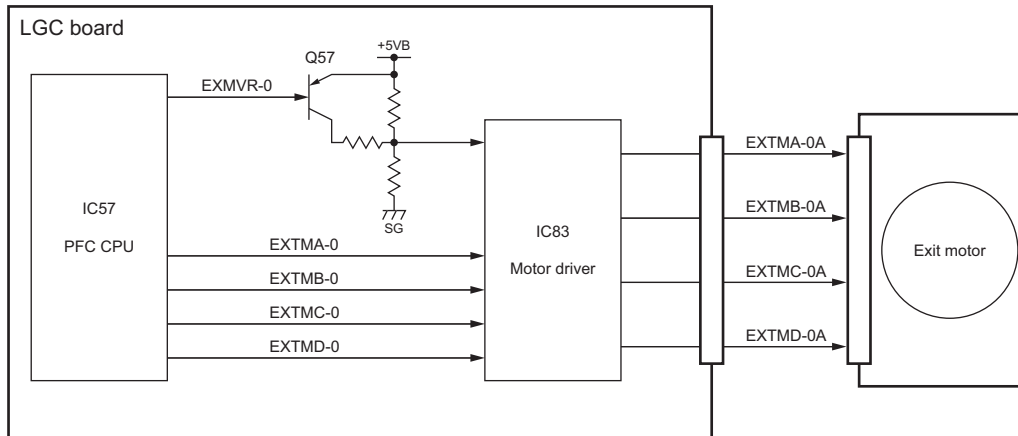 LGC board
+5VB
Q57
EXMVR-0
SG
IC57
PFC CPU
EXTMA-0
EXTMB-0
EXTMC-0
EXTMD-0
IC83
Motor driver
EXTMA-0A
EXTMB-0A
EXTMC-0A
EXTMD-0A
Exit motor